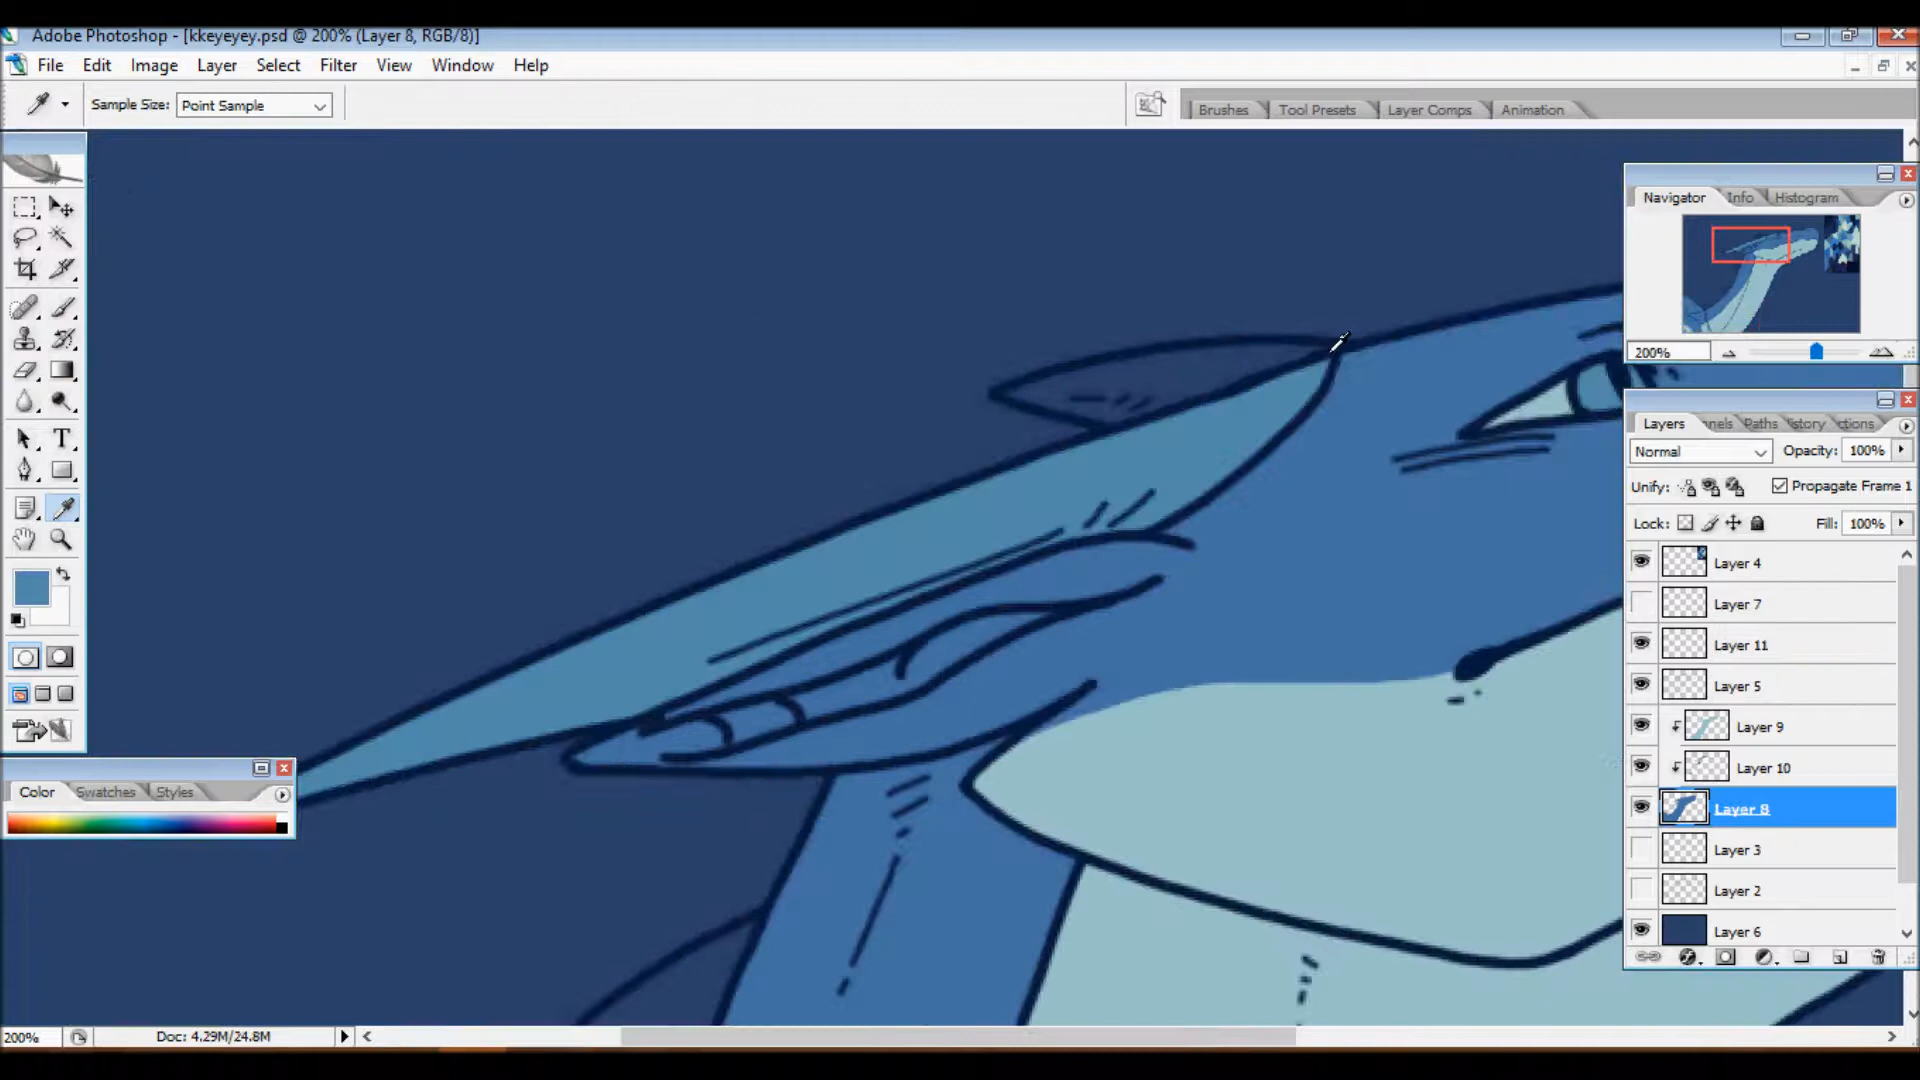 Adobe Photoshop - [kkeyeyey.psd @ 200% (Layer 8, RGB/8)]
File Edit Image Layer Select Filter View Window Help
Sample Size: Point Sample
Brushes Tool Presets Layer Comps Animation
Navigator Info Histogram
200%
Layers nnels Paths istory ctions
Normal Opacity: 100%
Unify: Propagate Frame 1
Lock: Fill: 100%
Layer 4
Layer 7
Layer 11
Layer 5
Layer 9
Layer 10
Layer 8
Layer 3
Layer 2
Layer 6
Color Swatches Styles
200% Doc: 4.29M/24.8M